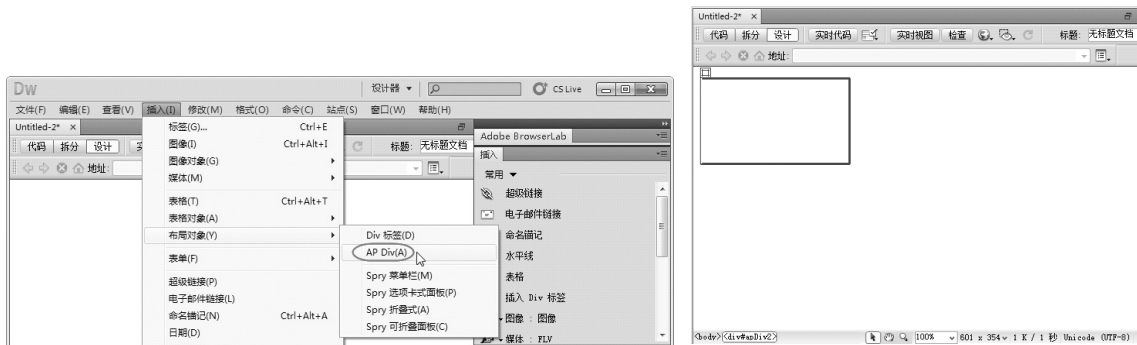 Dw 设计器 CS Live
文件(F) 编辑(E) 查看(V) 插入(I) 修改(M) 格式(O) 命令(C) 站点(S) 窗口(W) 帮助(H)
Untitled-2*
代码 拆分 设计 标题: 无标题文档
地址:
标签(G)... Ctrl+E
图像(I) Ctrl+Alt+I
图像对象(G)
媒体(M)
表格(T) Ctrl+Alt+T
表格对象(A)
布局对象(Y)
表单(F)
超级链接(P)
电子邮件链接(L)
命名锚记(N) Ctrl+Alt+A
日期(D)
Div 标签(D)
AP Div(A)
Spry 菜单栏(M)
Spry 选项卡式面板(P)
Spry 折叠式(A)
Spry 可折叠面板(C)
Adobe BrowserLab
插入
常用
超级链接
电子邮件链接
命名锚记
水平线
表格
插入 Div 标签
图像 : 图像
媒体 : FLV
Untitled-2*
代码 拆分 设计 实时代码 实时视图 检查 标题: 无标题文档
地址:
<body><div#apDiv2> 100% 601 x 354 1 K / 1 秒 Unicode (UTF-8)